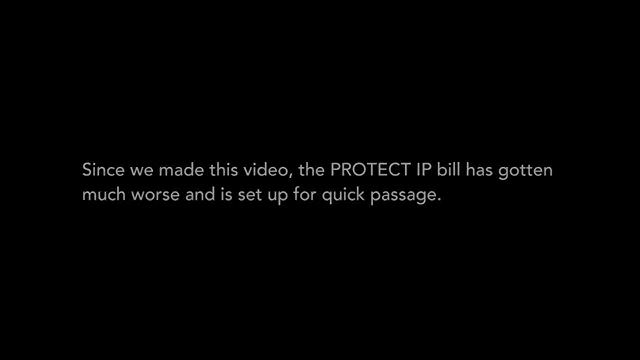 Since we made this video, the PROTECT IP bill has gotten
much worse and is set up for quick passage.